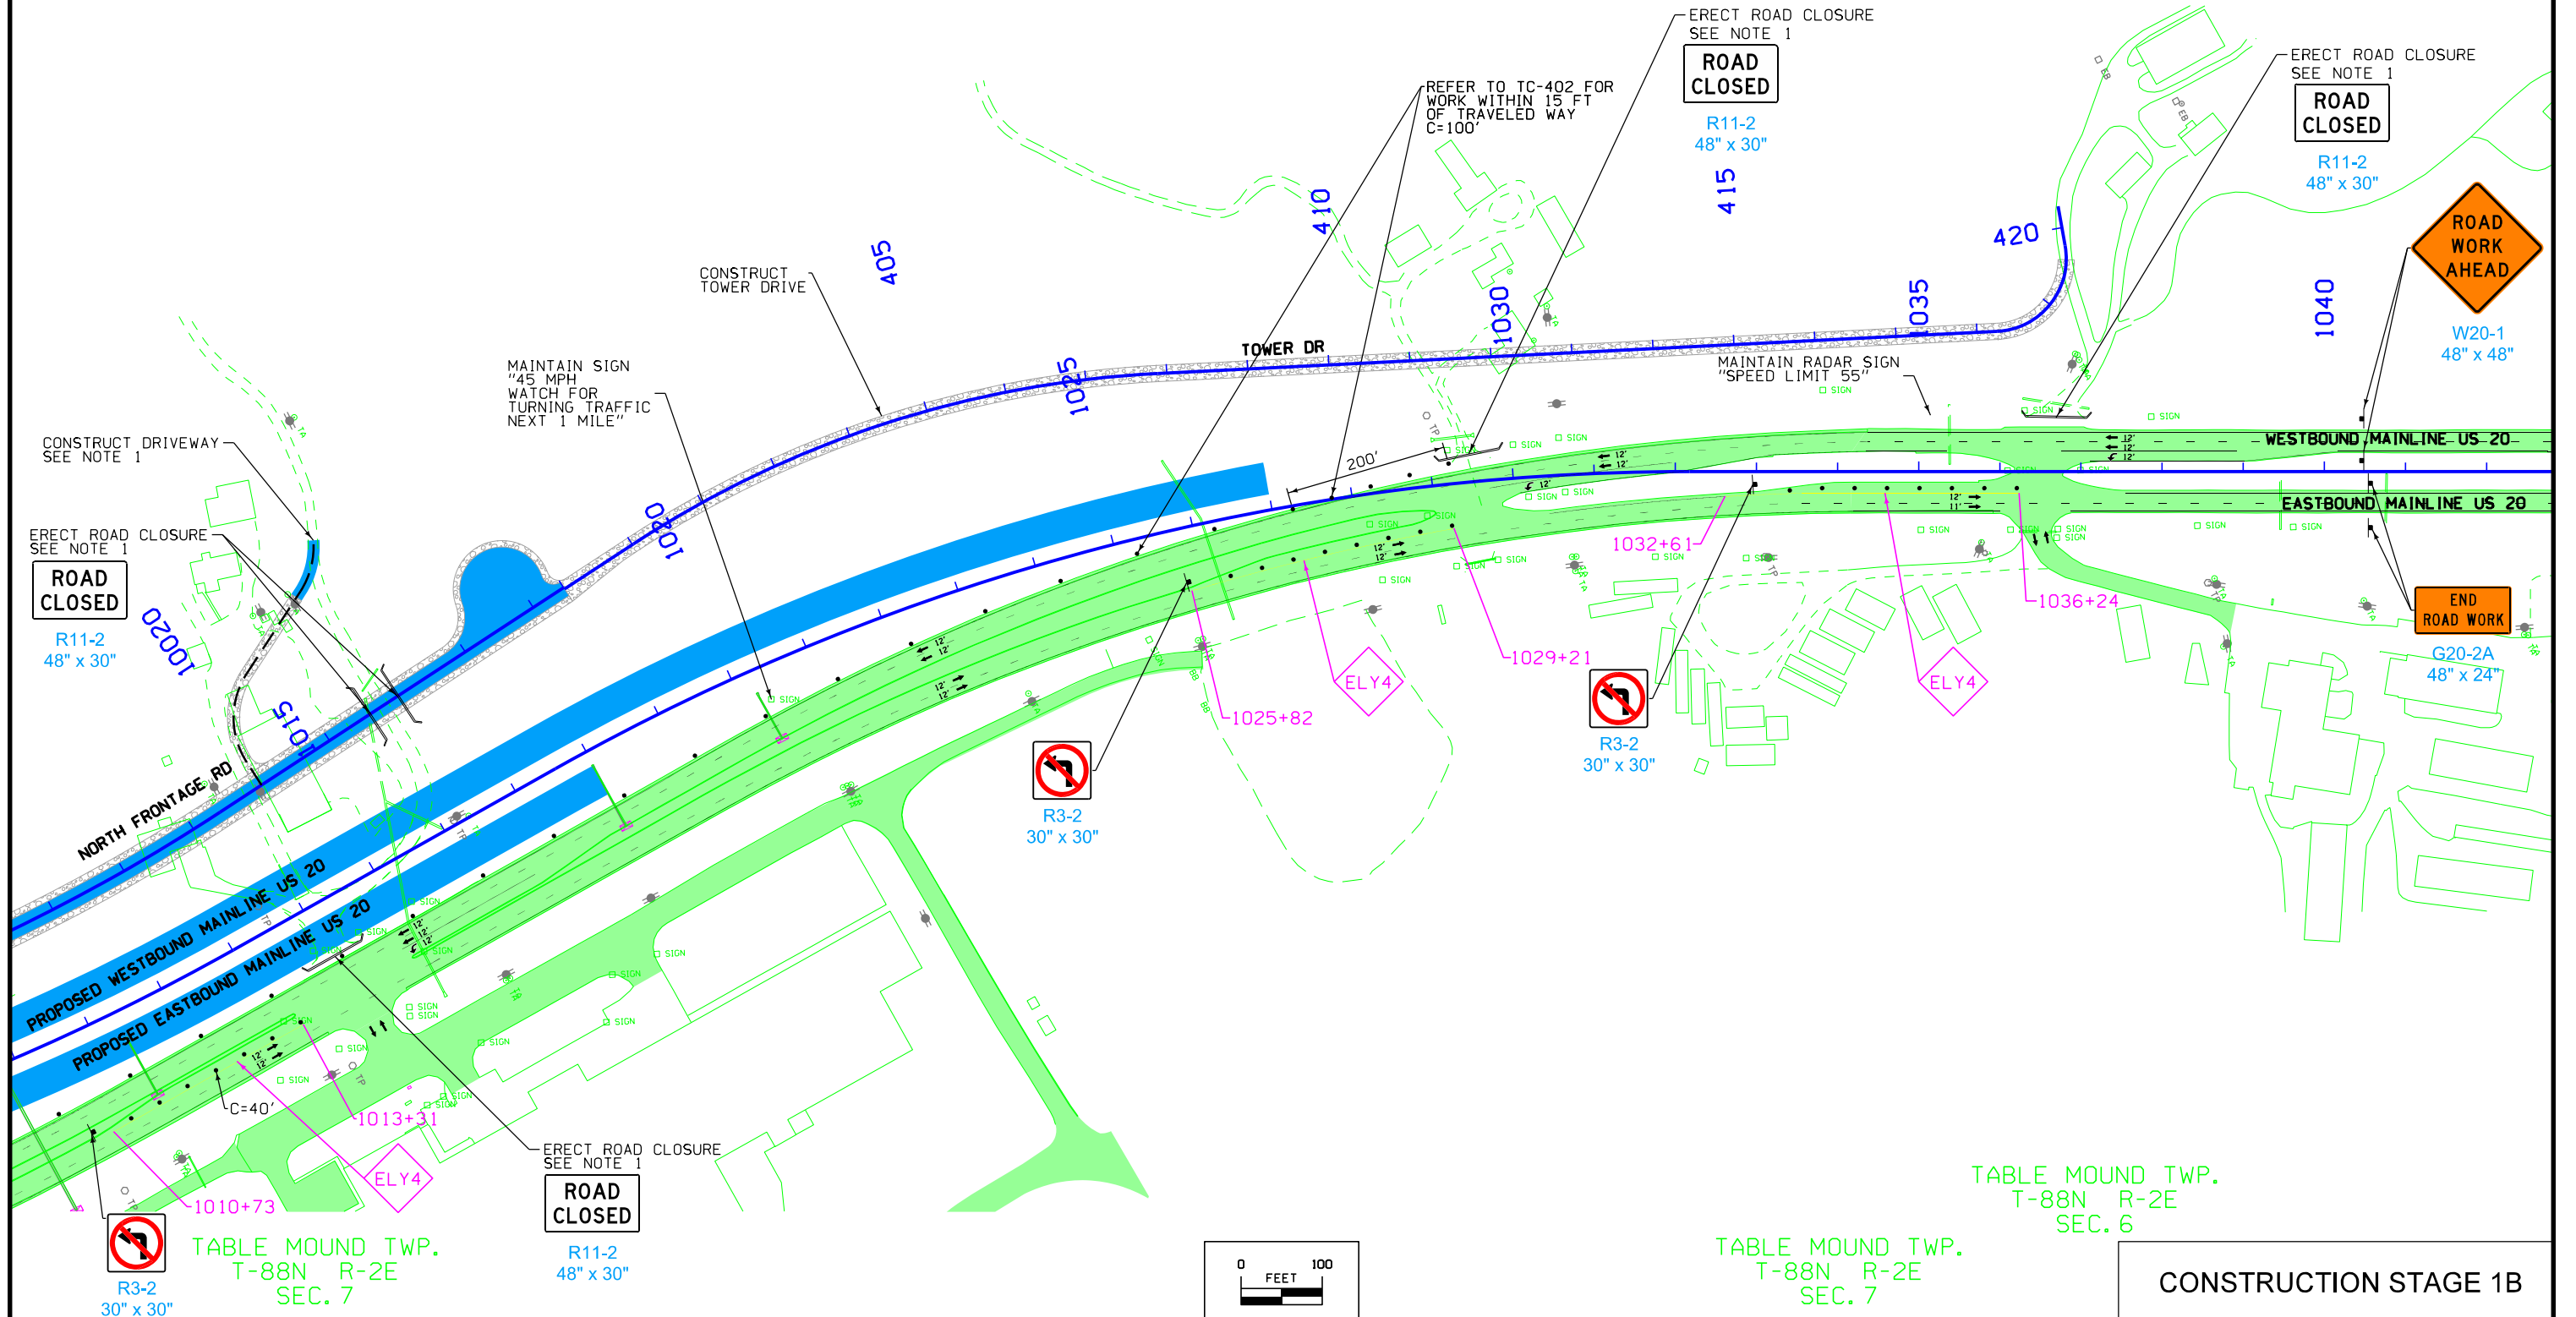 ERECT ROAD CLOSURE
SEE NOTE 1
ROAD
CLOSED
R11-2
48" x 30"
ERECT ROAD CLOSURE
SEE NOTE 1
ROAD
CLOSED
R11-2
48" x 30"
REFER TO TC-402 FOR
WORK WITHIN 15 FT
OF TRAVELED WAY
C=100'
ROAD
WORK
AHEAD
W20-1
48" x 48"
405
410
415
420
CONSTRUCT
TOWER DRIVE
TOWER DR
1025
1030
1035
1040
MAINTAIN SIGN
"45 MPH
WATCH FOR
TURNING TRAFFIC
NEXT 1 MILE"
MAINTAIN RADAR SIGN
"SPEED LIMIT 55"
CONSTRUCT DRIVEWAY
SEE NOTE 1
ERECT ROAD CLOSURE
SEE NOTE 1
ROAD
CLOSED
R11-2
48" x 30"
10020
1015
1020
200'
WESTBOUND MAINLINE US 20
EASTBOUND MAINLINE US 20
END
ROAD WORK
G20-2A
48" x 24"
1032+61
1036+24
1029+21
1025+82
ELY4
ELY4
R3-2
30" x 30"
R3-2
30" x 30"
NORTH FRONTAGE RD
PROPOSED WESTBOUND MAINLINE US 20
PROPOSED EASTBOUND MAINLINE US 20
C=40'
1013+31
ELY4
1010+73
R3-2
30" x 30"
ERECT ROAD CLOSURE
SEE NOTE 1
ROAD
CLOSED
R11-2
48" x 30"
TABLE MOUND TWP.
T-88N R-2E
SEC. 7
0 100
FEET
TABLE MOUND TWP.
T-88N R-2E
SEC. 7
TABLE MOUND TWP.
T-88N R-2E
SEC. 6
CONSTRUCTION STAGE 1B